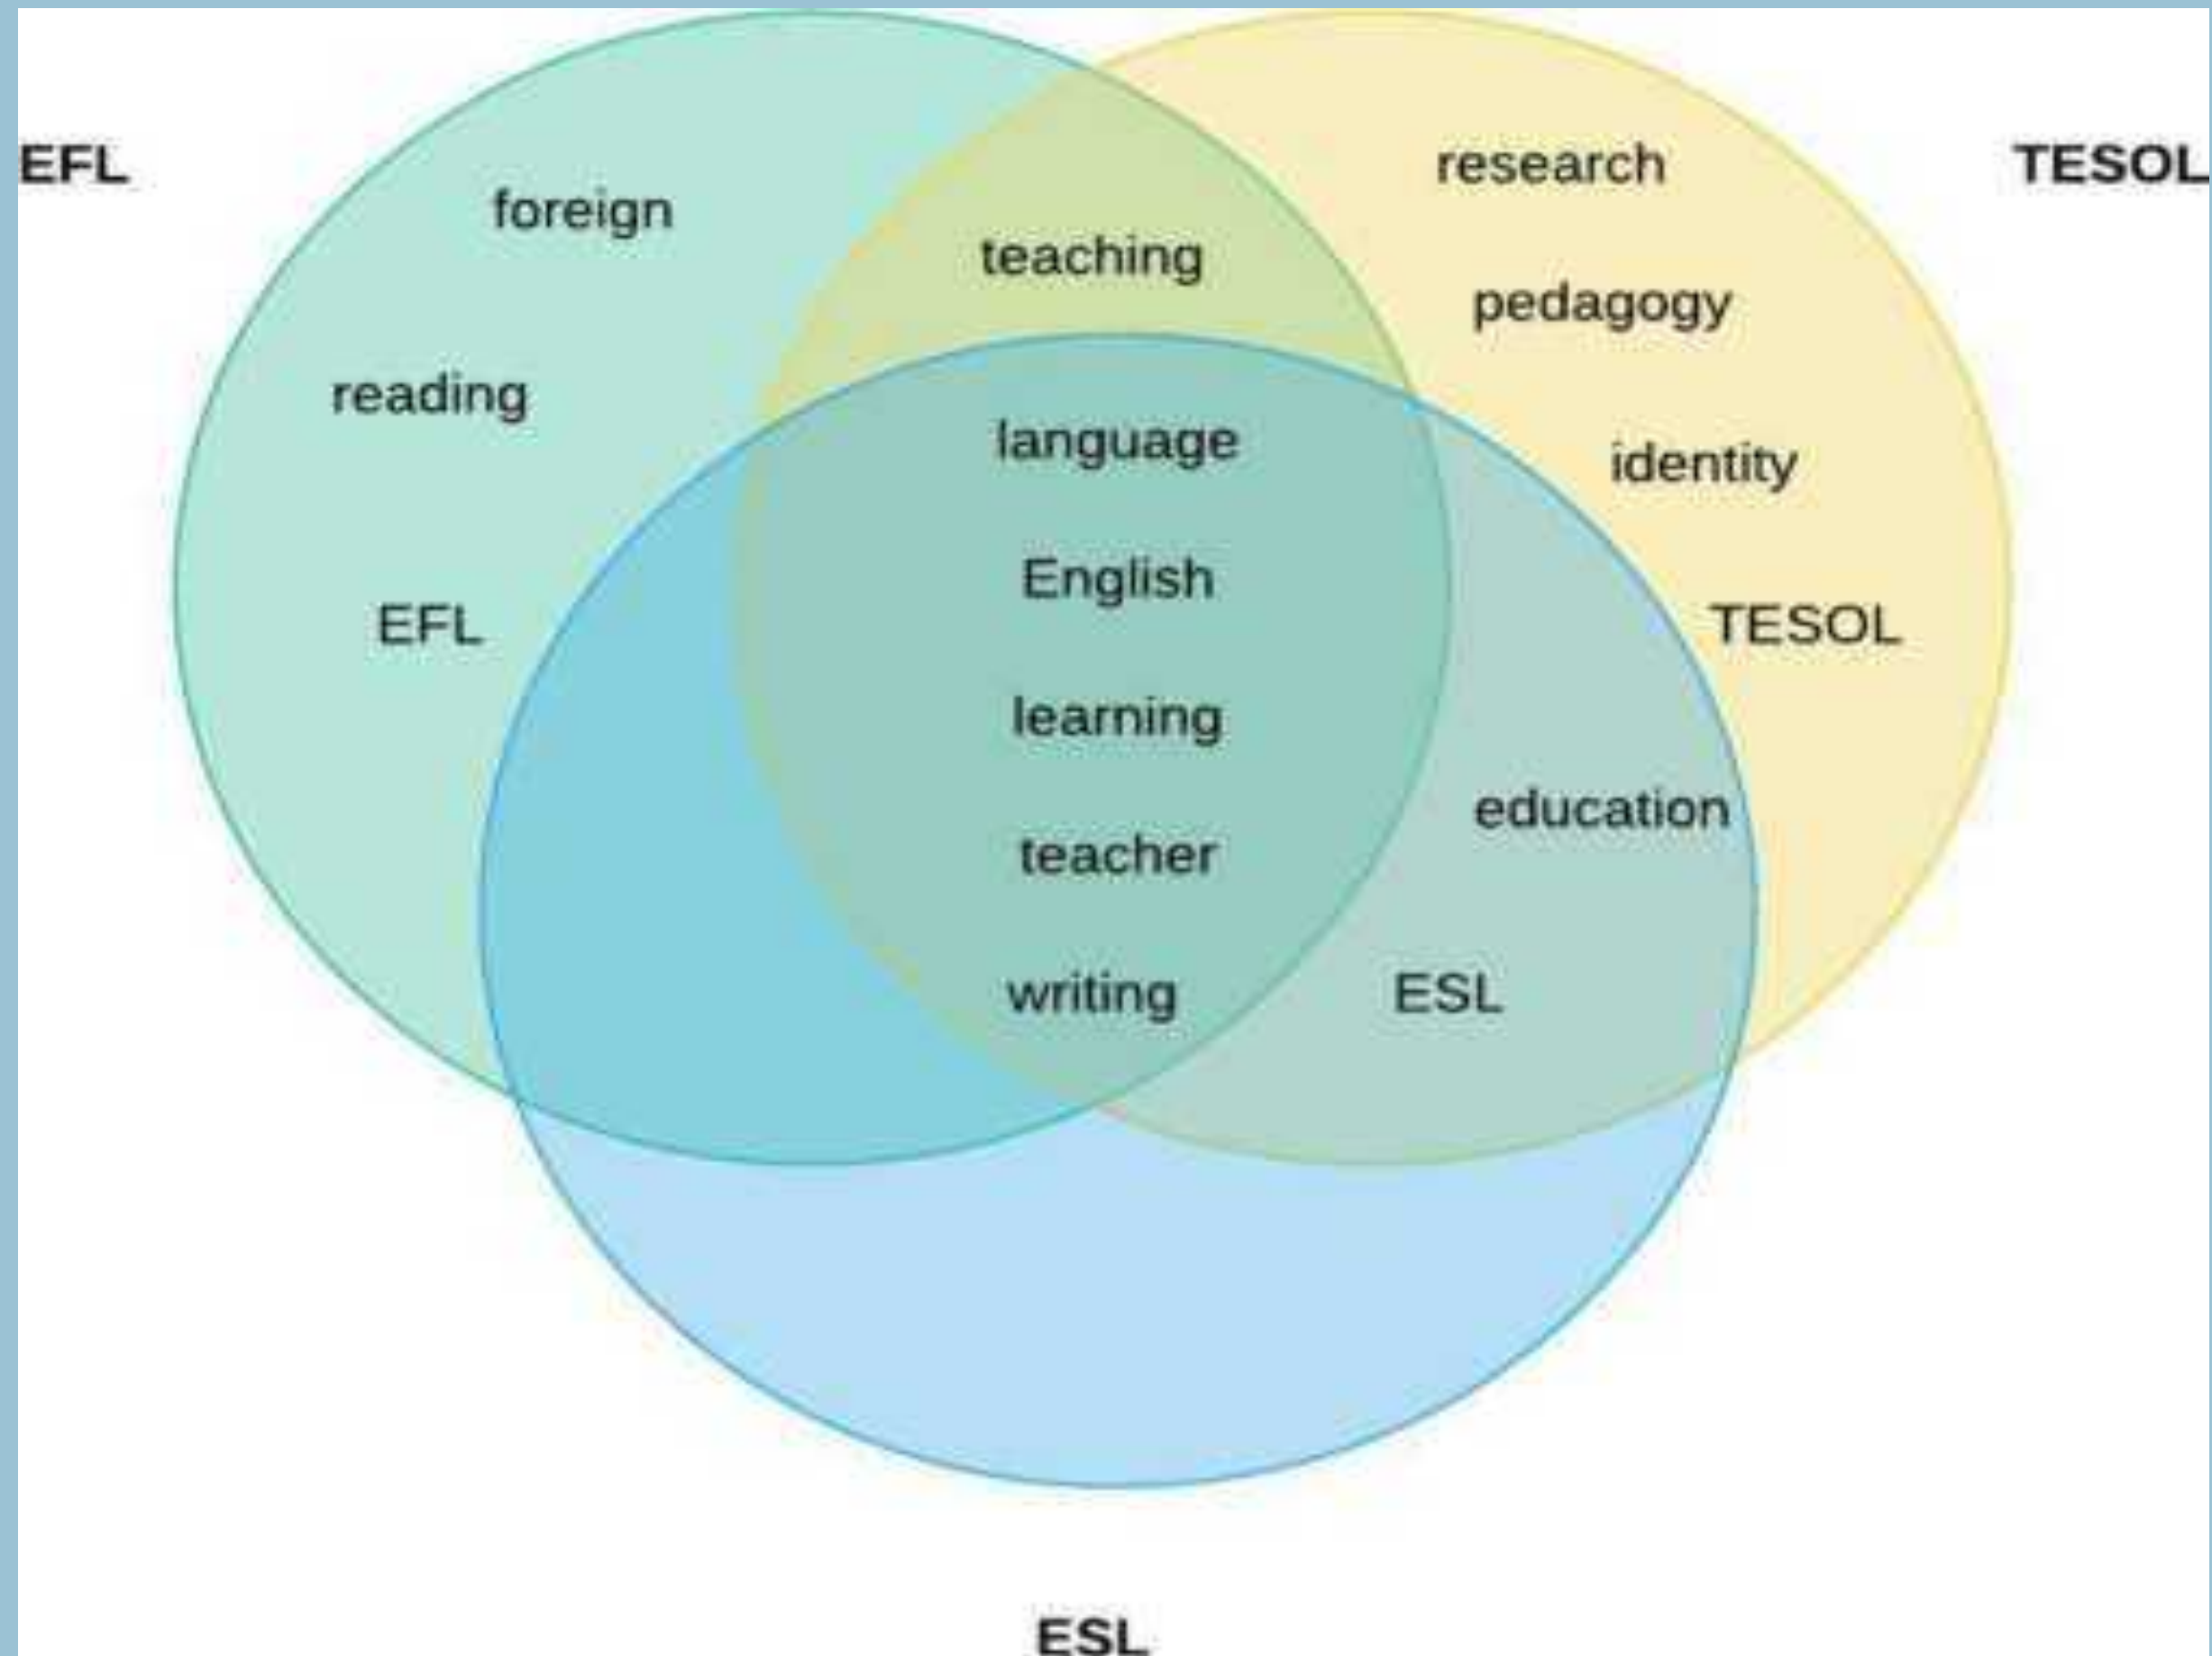 EFL
TESOL
research
foreign
teaching
pedagogy
reading
language
identity
English
EFL
TESOL
learning
education
teacher
writing
ESL
ESL